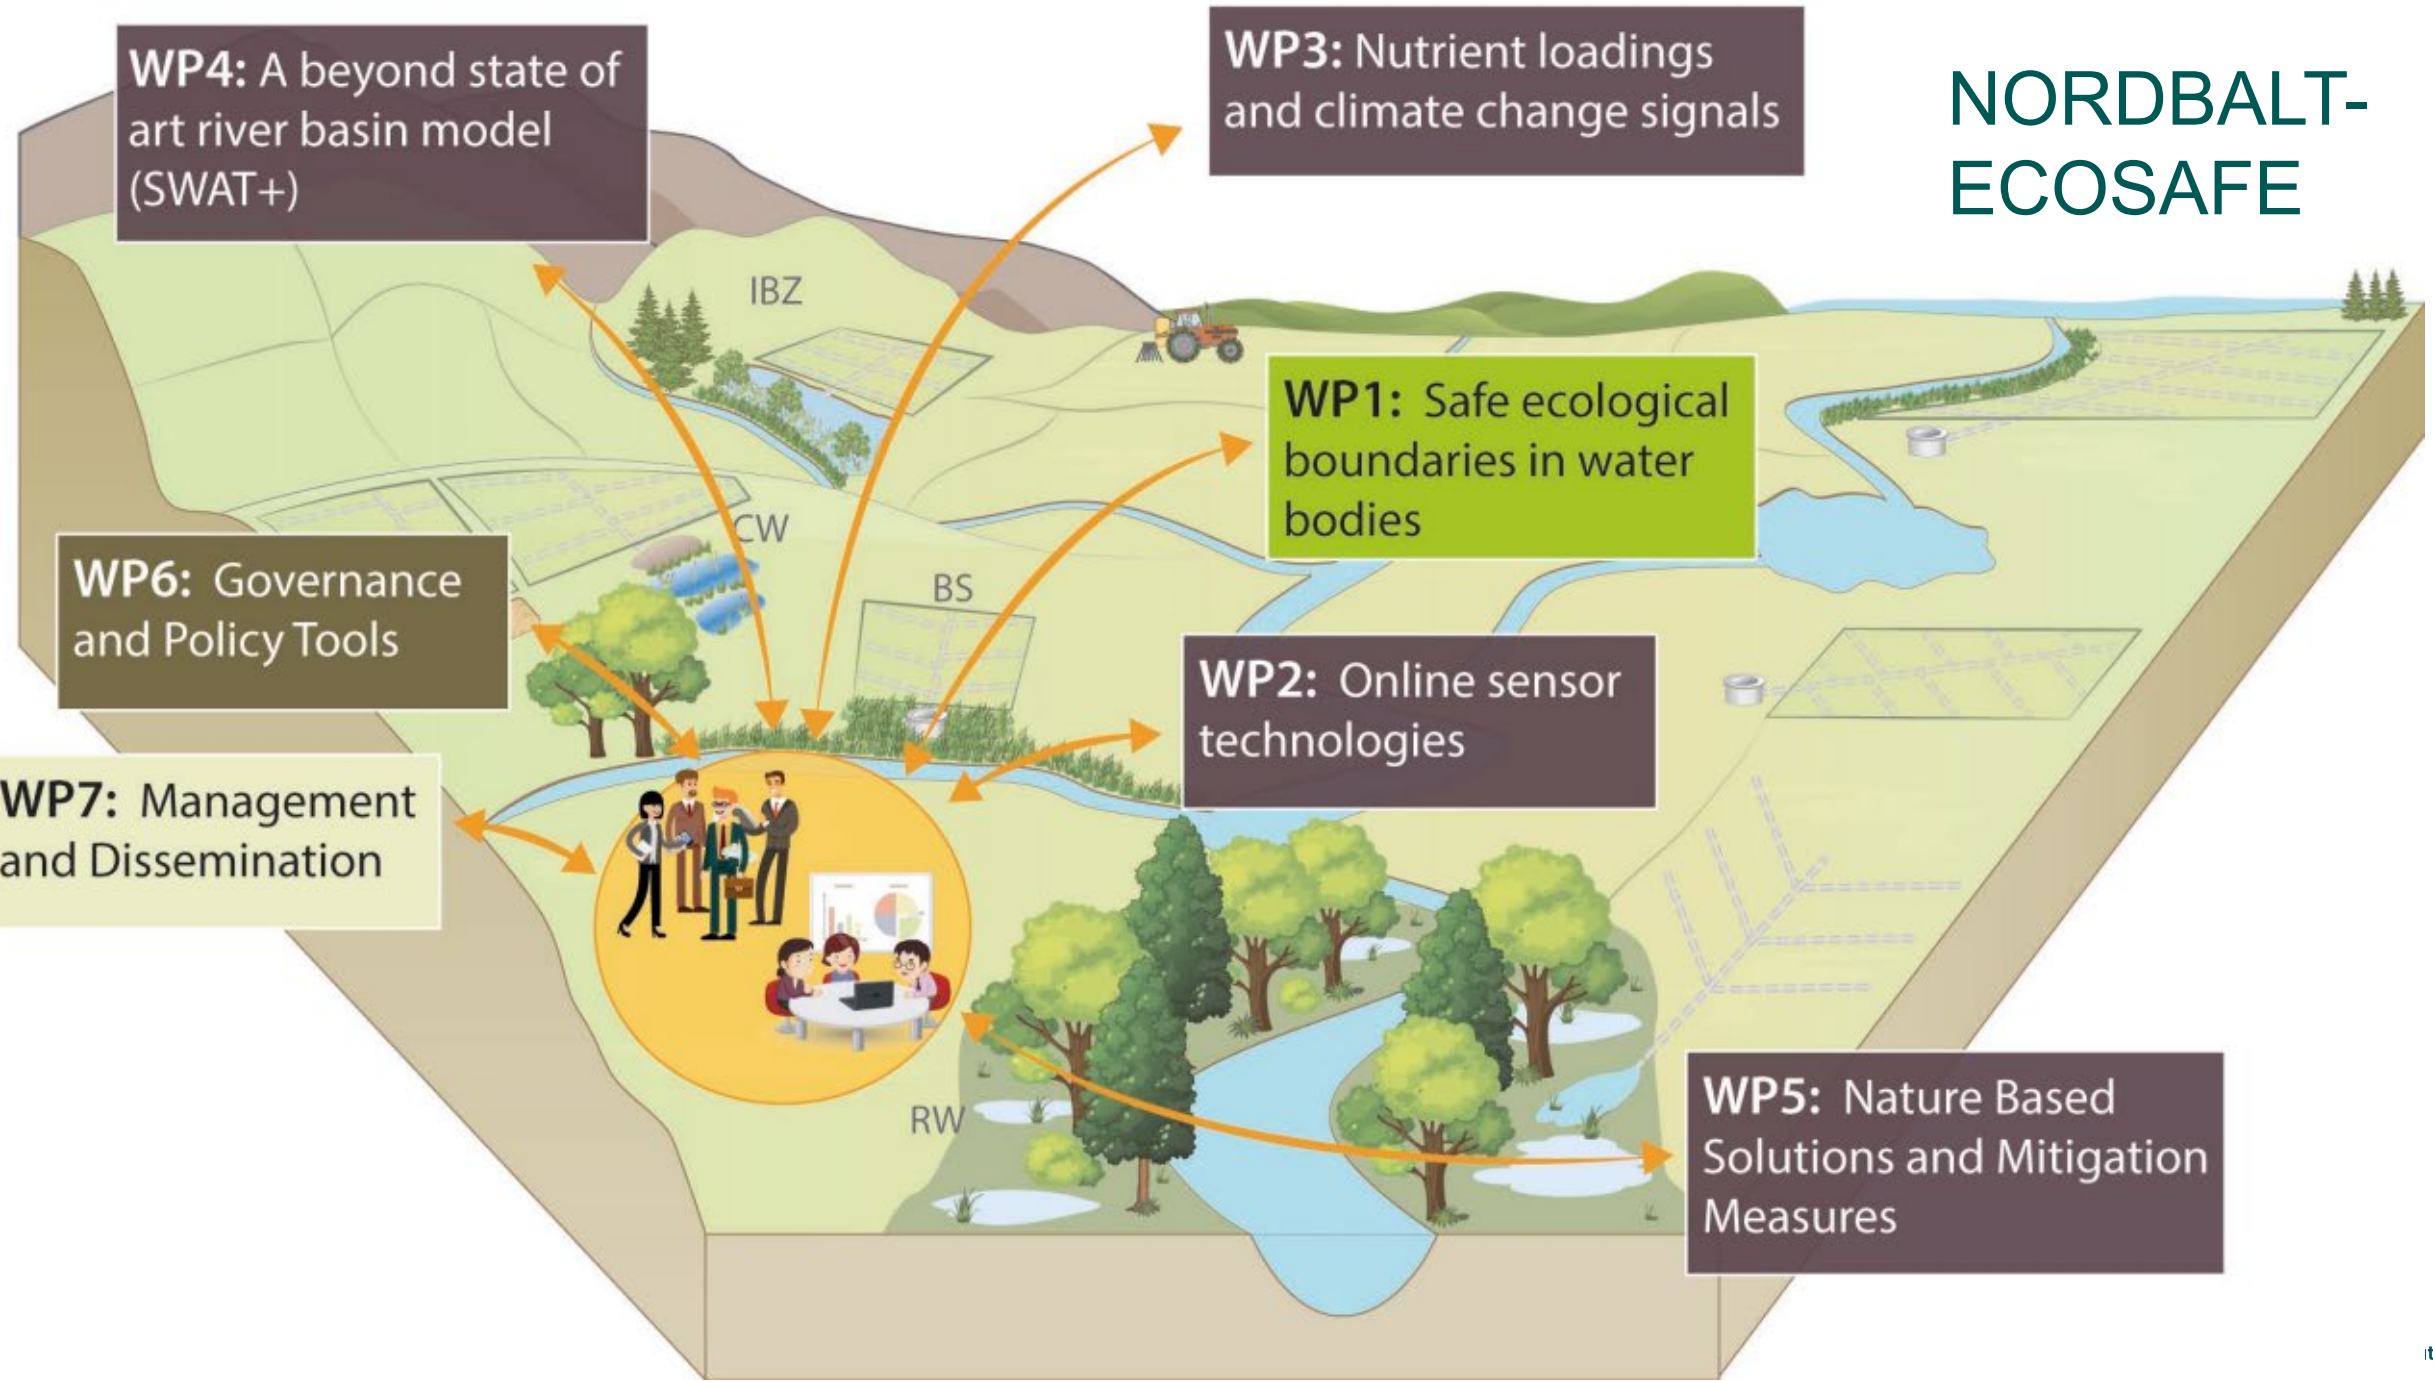 WP4: A beyond state of
art river basin model
(SWAT+)
WP3: Nutrient loadings
and climate change signals
NORDBALT-
ECOSAFE
IBZ
WP1: Safe ecological
boundaries in water
bodies
CW
WP6: Governance
and Policy Tools
BS
WP2: Online sensor
technologies
WP7: Management
and Dissemination
RW
WP5: Nature Based
Solutions and Mitigation
Measures